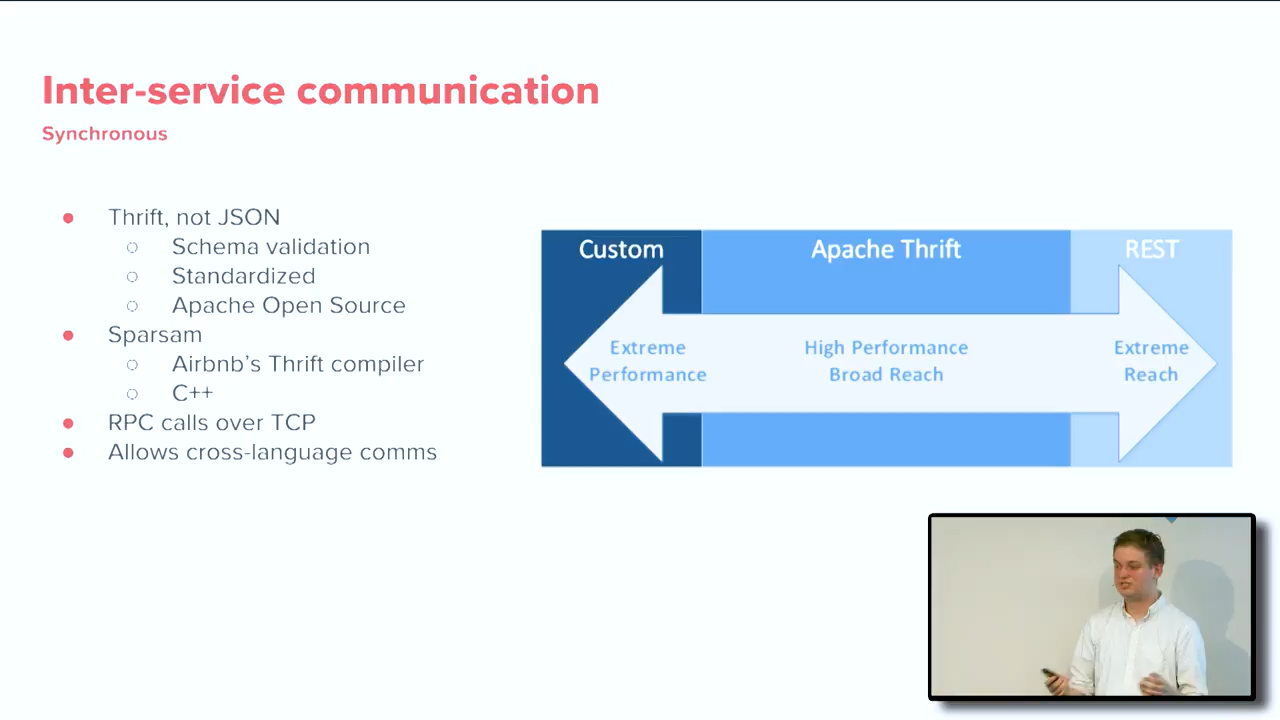 Inter-service communication
Synchronous
Thrift, not JSON
Schema validation
Standardized
Apache Open Source
Sparsam
Airbnb's Thrift compiler
C++
RPC calls over TCP
Allows cross-language comms
Custom
Apache Thrift
REST
Extreme
Performance
High Performance
Broad Reach
Extreme
Reach